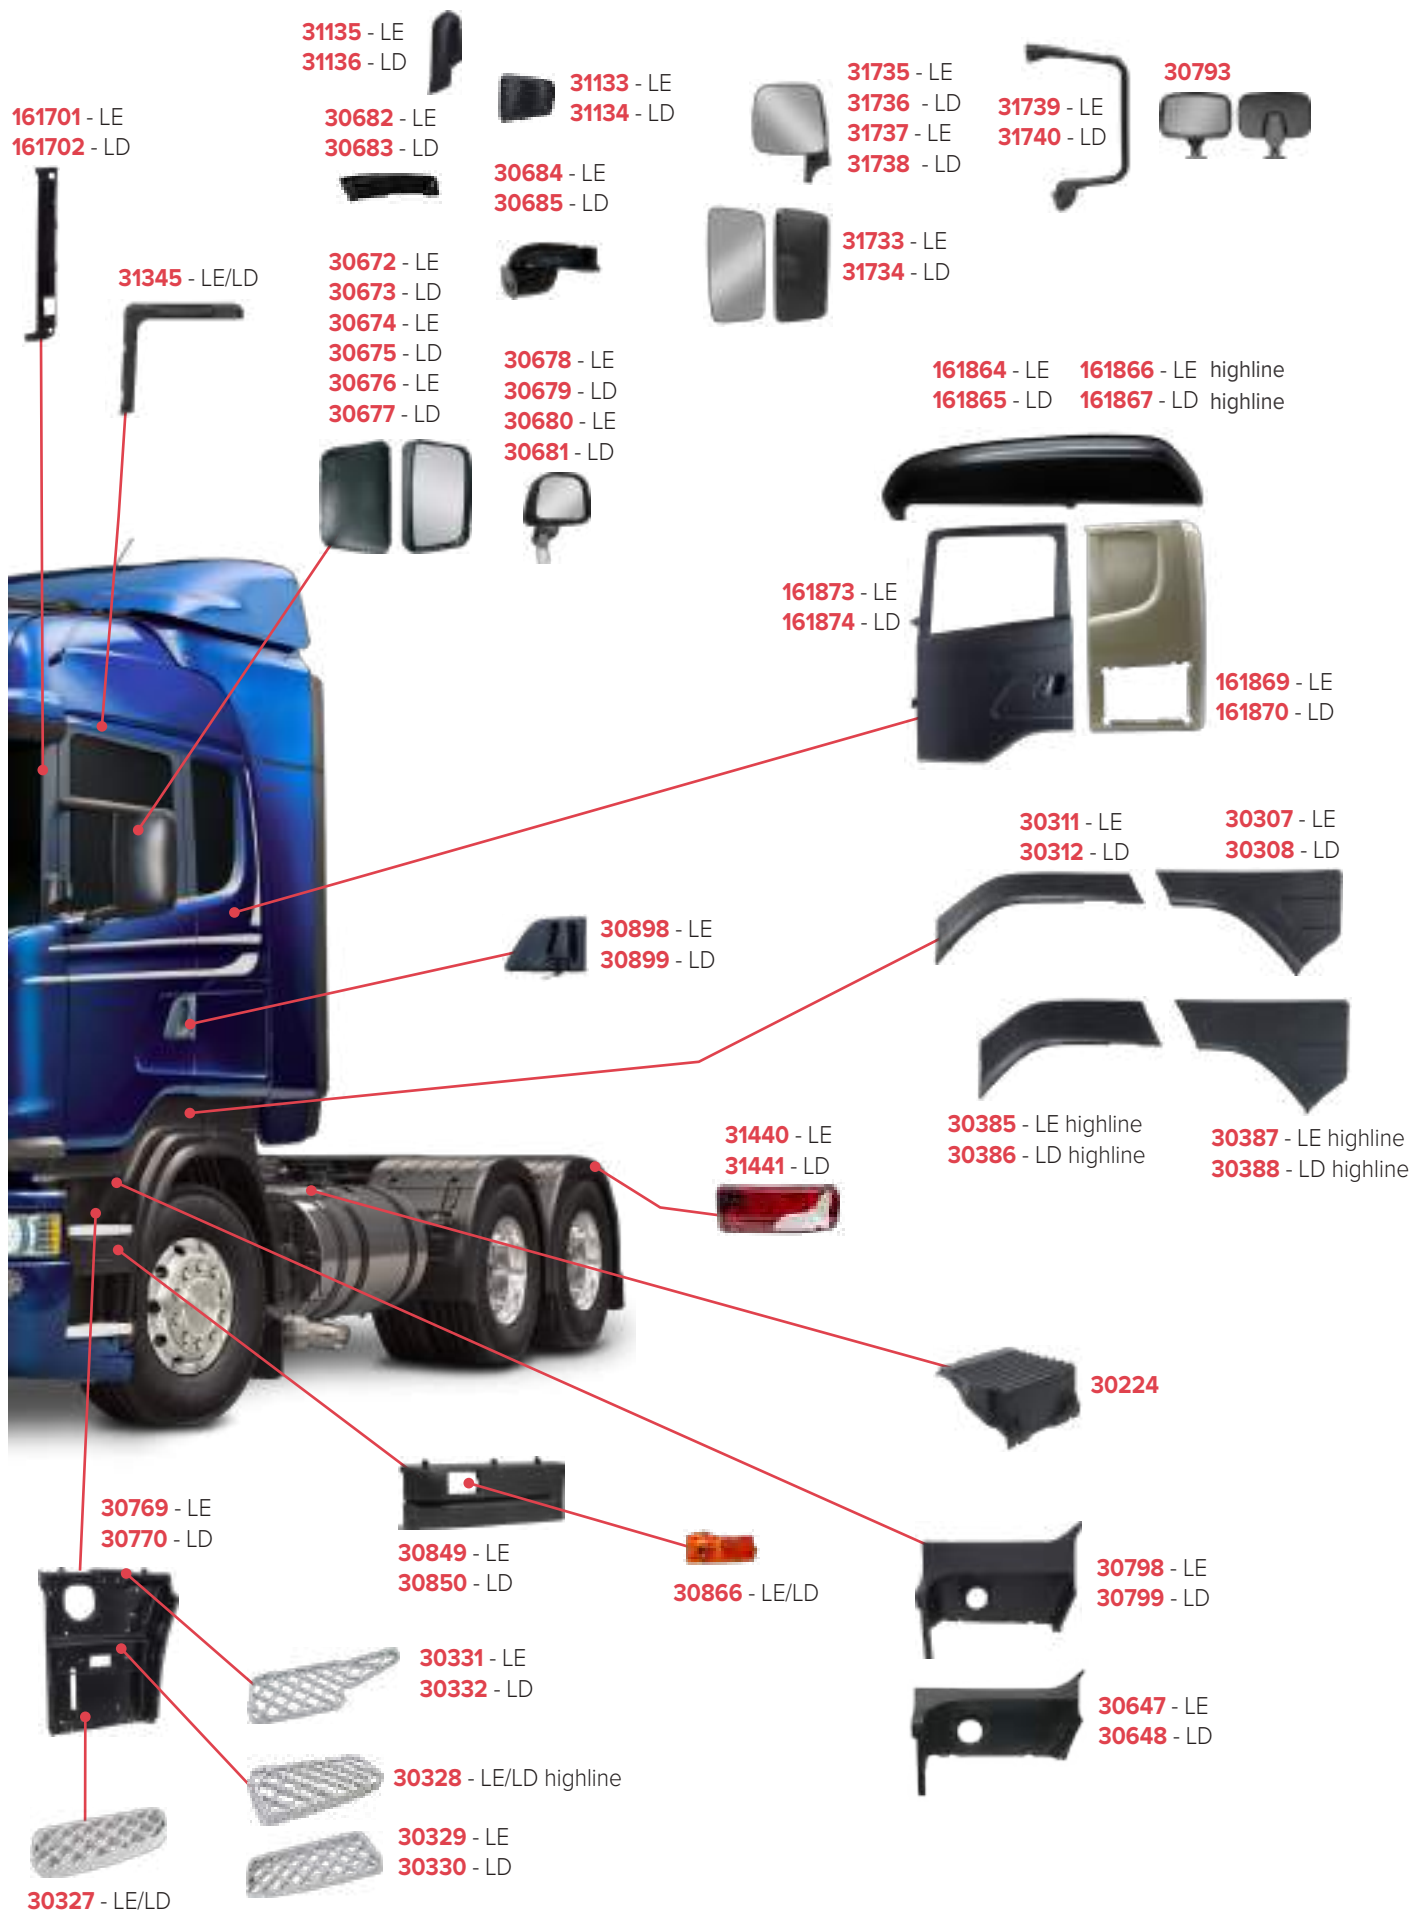 31135 - LE
31136 - LD
31133 - LE
31134 - LD
161701 - LE
161702 - LD
30682 - LE
30683 - LD
30684 - LE
30685 - LD
31735 - LE
31736 - LD
31737 - LE
31738 - LD
31739 - LE
31740 - LD
30793
31733 - LE
31734 - LD
31345 - LE/LD
30672 - LE
30673 - LD
30674 - LE
30675 - LD
30676 - LE
30677 - LD
30678 - LE
30679 - LD
30680 - LE
30681 - LD
161864 - LE
161865 - LD
161866 - LE highline
161867 - LD highline
161873 - LE
161874 - LD
161869 - LE
161870 - LD
30311 - LE
30312 - LD
30307 - LE
30308 - LD
30898 - LE
30899 - LD
30385 - LE highline
30386 - LD highline
30387 - LE highline
30388 - LD highline
31440 - LE
31441 - LD
30224
30769 - LE
30770 - LD
30849 - LE
30850 - LD
30866 - LE/LD
30798 - LE
30799 - LD
30331 - LE
30332 - LD
30647 - LE
30648 - LD
30328 - LE/LD highline
30329 - LE
30330 - LD
30327 - LE/LD